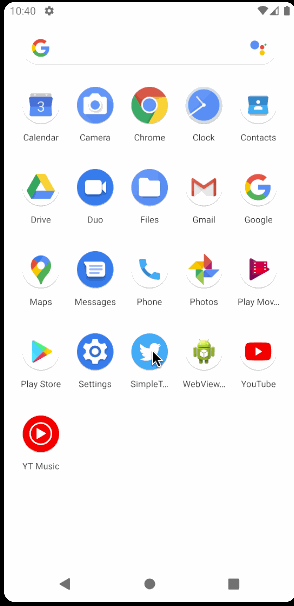 10:40
Calendar Camera Chrome Clock Contacts
Drive Duo Files Gmail Google
Maps Messages Phone Photos Play Mov...
Play Store Settings SimpleT... WebView... YouTube
YT Music